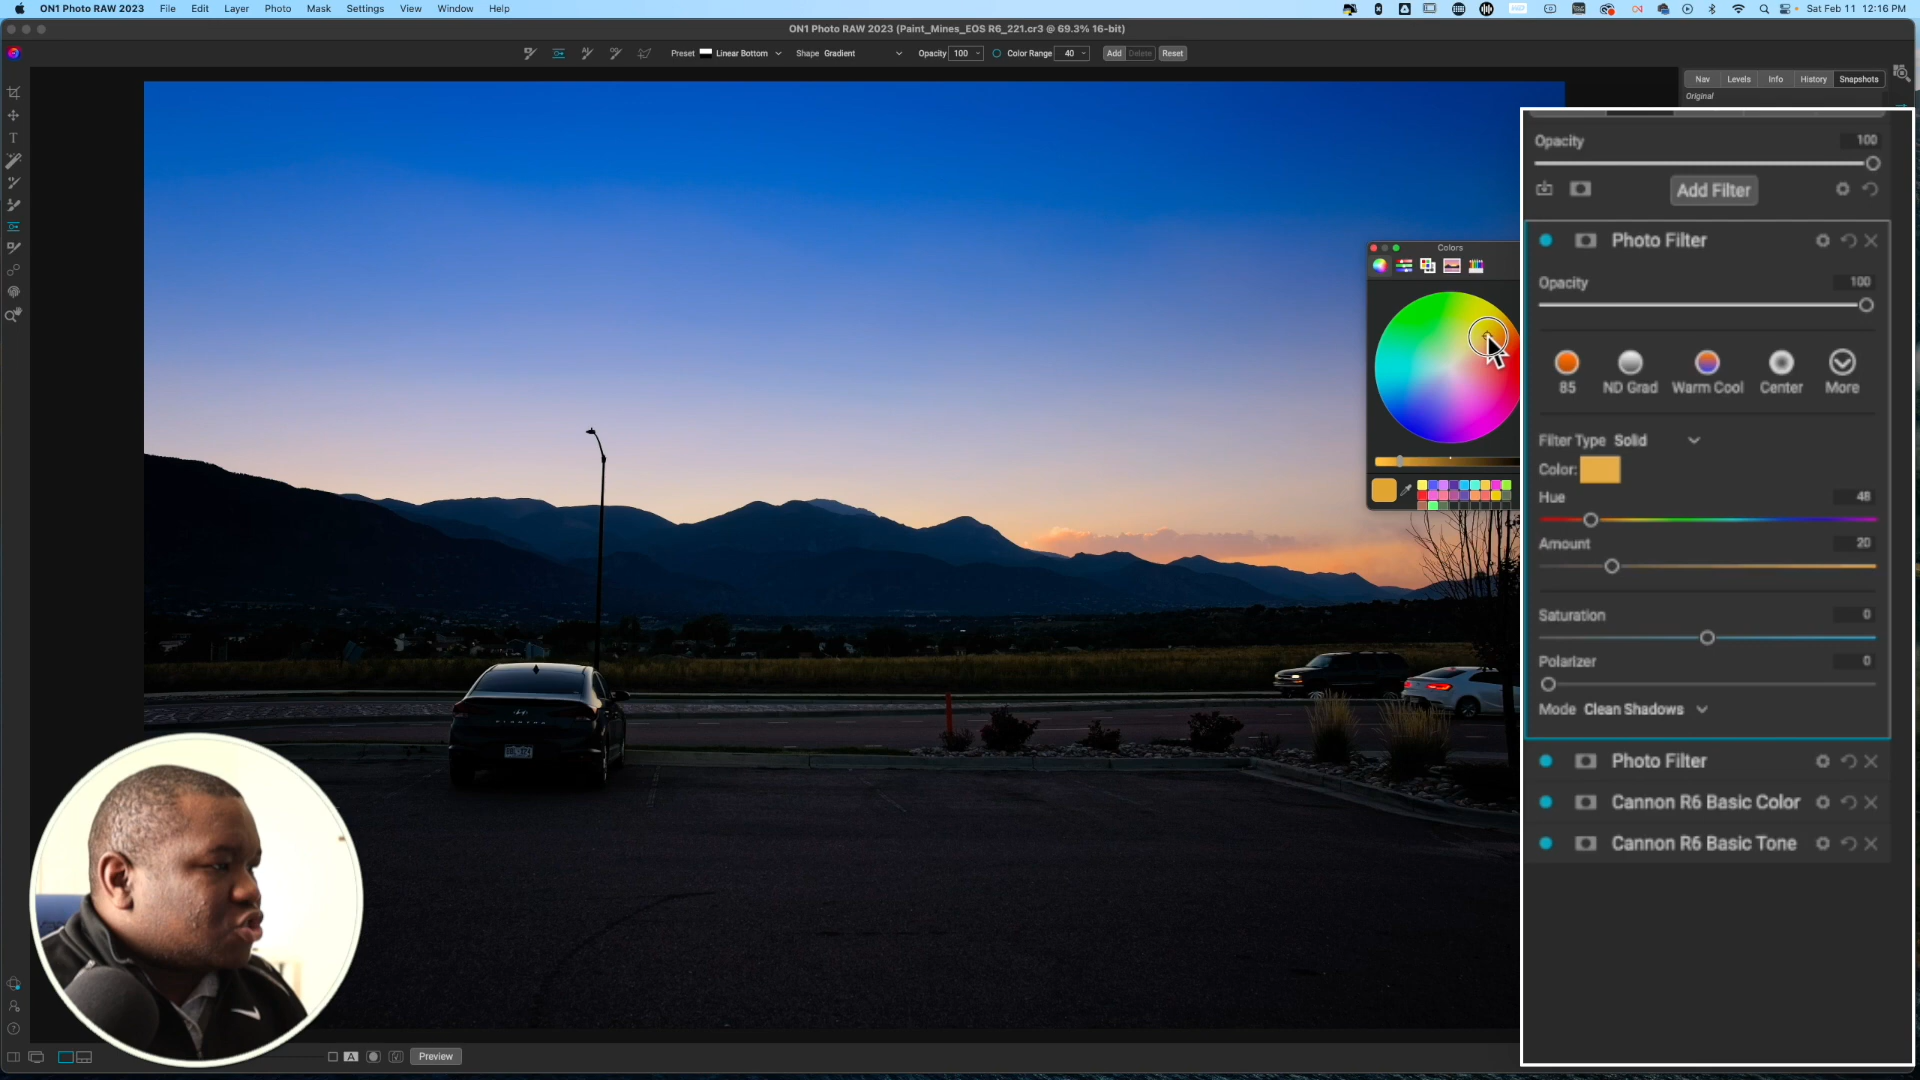 ON1 Photo RAW 2023 File Edit Layer Photo Mask Settings View Window Help Sat Feb 11 12:16 PM
ON1 Photo RAW 2023 (Paint_Mines_EOS R6_221.cr3 @ 69.3% 16-bit)
Preset Linear Bottom Shape Gradient Opacity 100 Color Range 40 Add Delete Reset
Nav Levels Info History Snapshots
Original
Opacity 100
Add Filter
Photo Filter
Opacity 100
Colors
85 ND Grad Warm Cool Center More
Filter Type Solid
Color:
Hue 48
Amount 20
Saturation 0
Polarizer 0
Mode Clean Shadows
Photo Filter
Cannon R6 Basic Color
Cannon R6 Basic Tone
A Preview